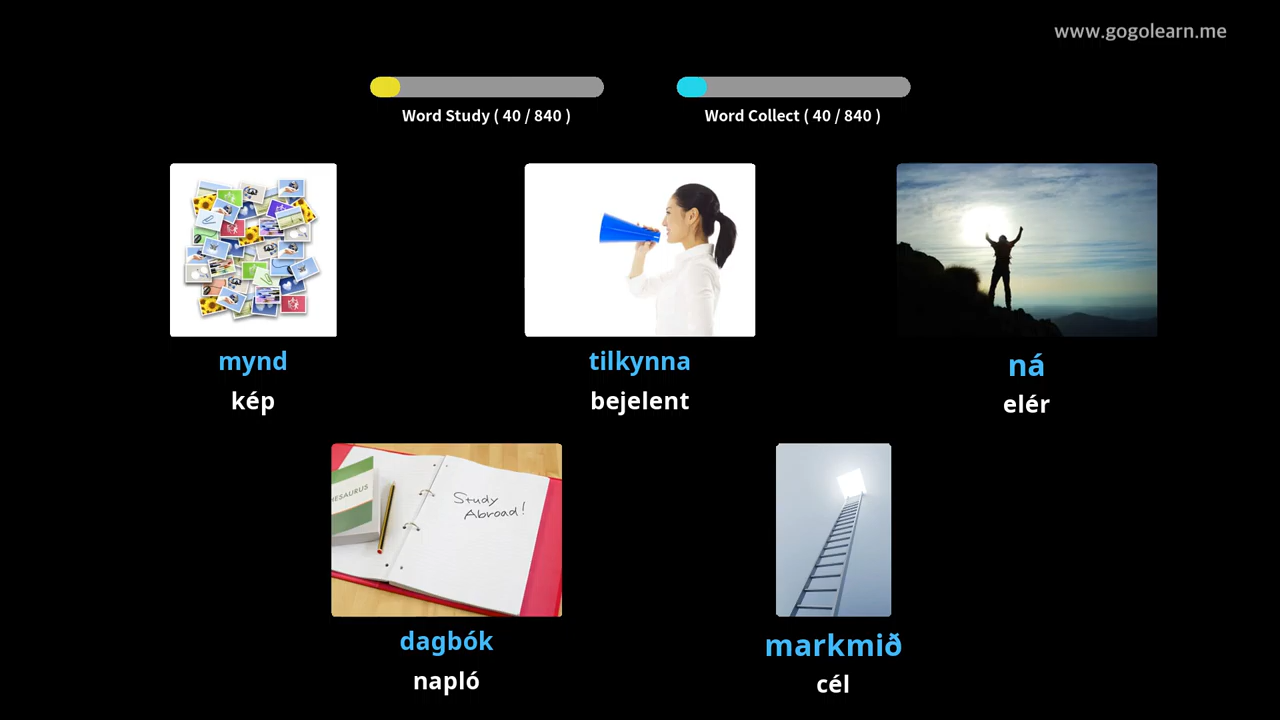 www.gogolearn.me
Word Study ( 40 / 840 )
Word Collect ( 40 / 840 )
mynd
kép
tilkynna
bejelent
ná
elér
HESAURUS
Study
Abroad!
dagbók
napló
markmið
cél